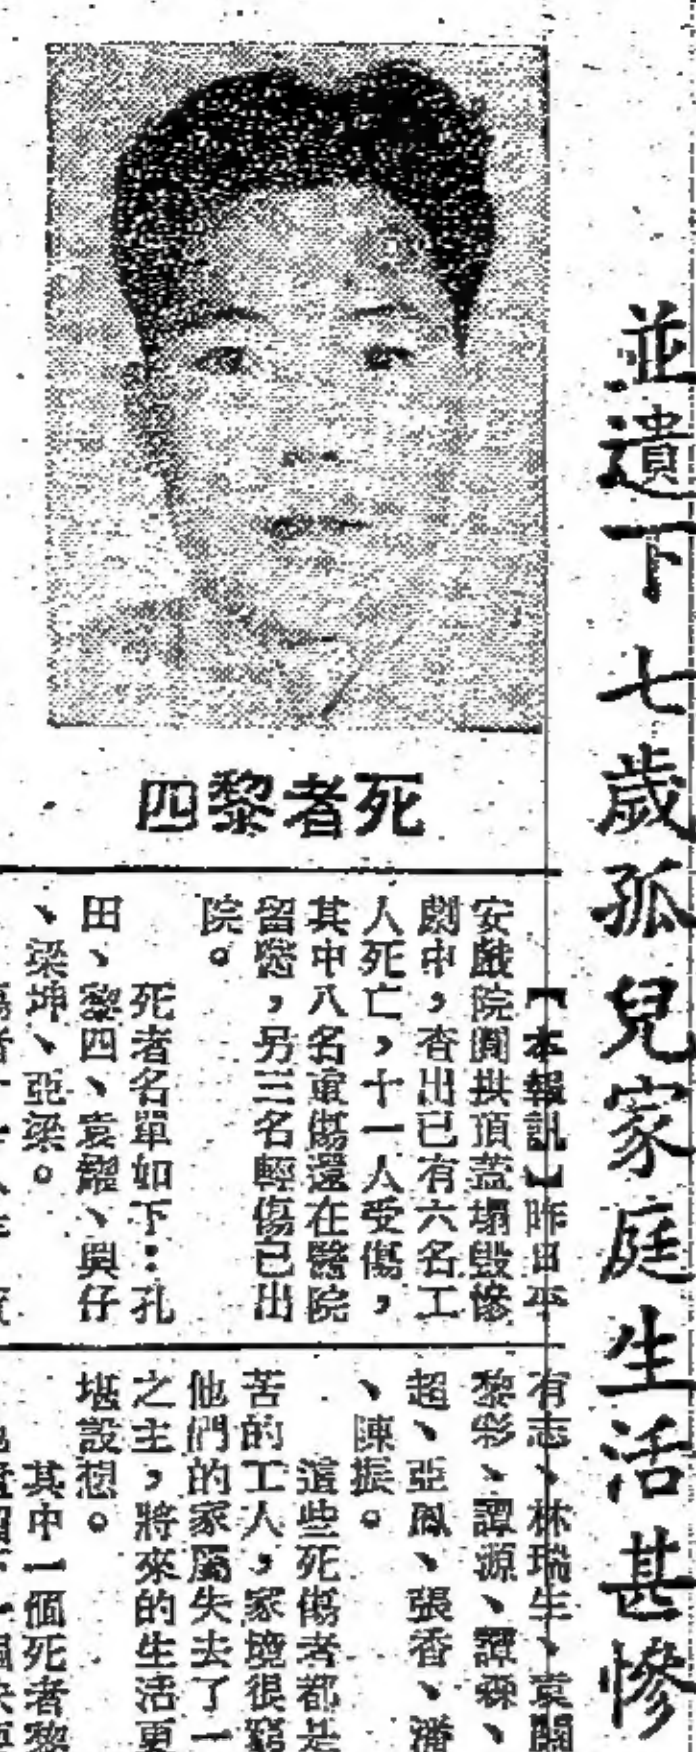 並遺下七歲孤兒家庭生活甚慘
死者黎四
【本報訊】昨日平
安戲院圓拱頂蓋塌毀慘
劇中，查出已有六名工
人死亡，十一人受傷，
其中八名重傷還在醫院
留醫，另三名輕傷已出
院。
死者名單如下：孔
田、黎四、袁耀、興仔
、梁坤、亞梁。
有志、林瑞生、袁關
黎彩、譚源、譚霖、
超、亞鳳、張香、潘
、陳振。
這些死傷者都是
苦的工人，家境很窮
他們的家屬失去了一
之主，將來的生活更
堪設想。
其中一個死者黎